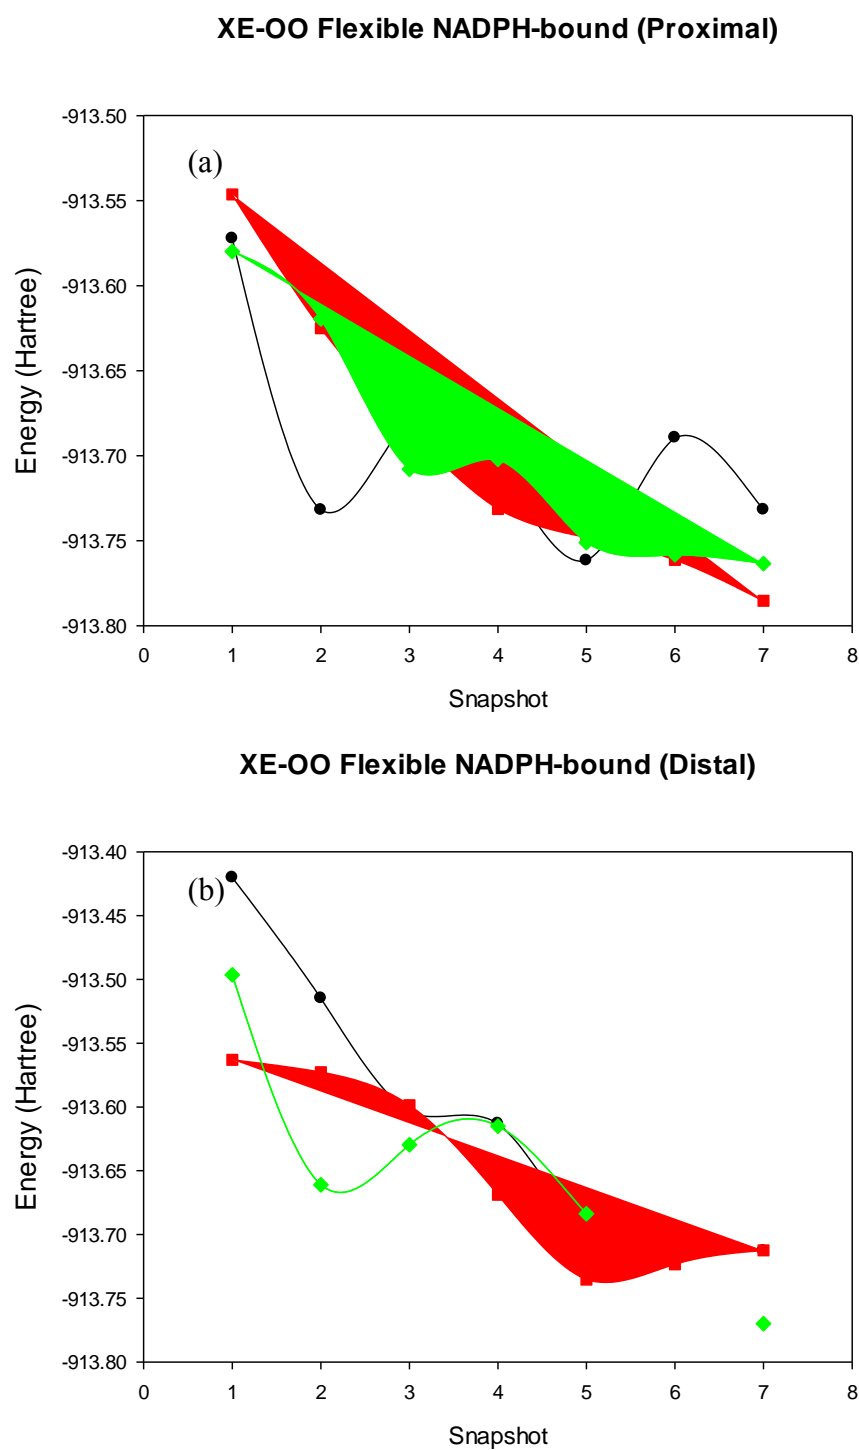 XE-OO Flexible NADPH-bound (Proximal)
-913.50
(a)
-913.55
-913.60
-913.65
Energy (Hartree)
-913.70
-913.75
-913.80
0 1 2 3 4 5 6 7 8
Snapshot
XE-OO Flexible NADPH-bound (Distal)
-913.40
(b)
-913.45
-913.50
-913.55
Energy (Hartree)
-913.60
-913.65
-913.70
-913.75
-913.80
0 1 2 3 4 5 6 7 8
Snapshot